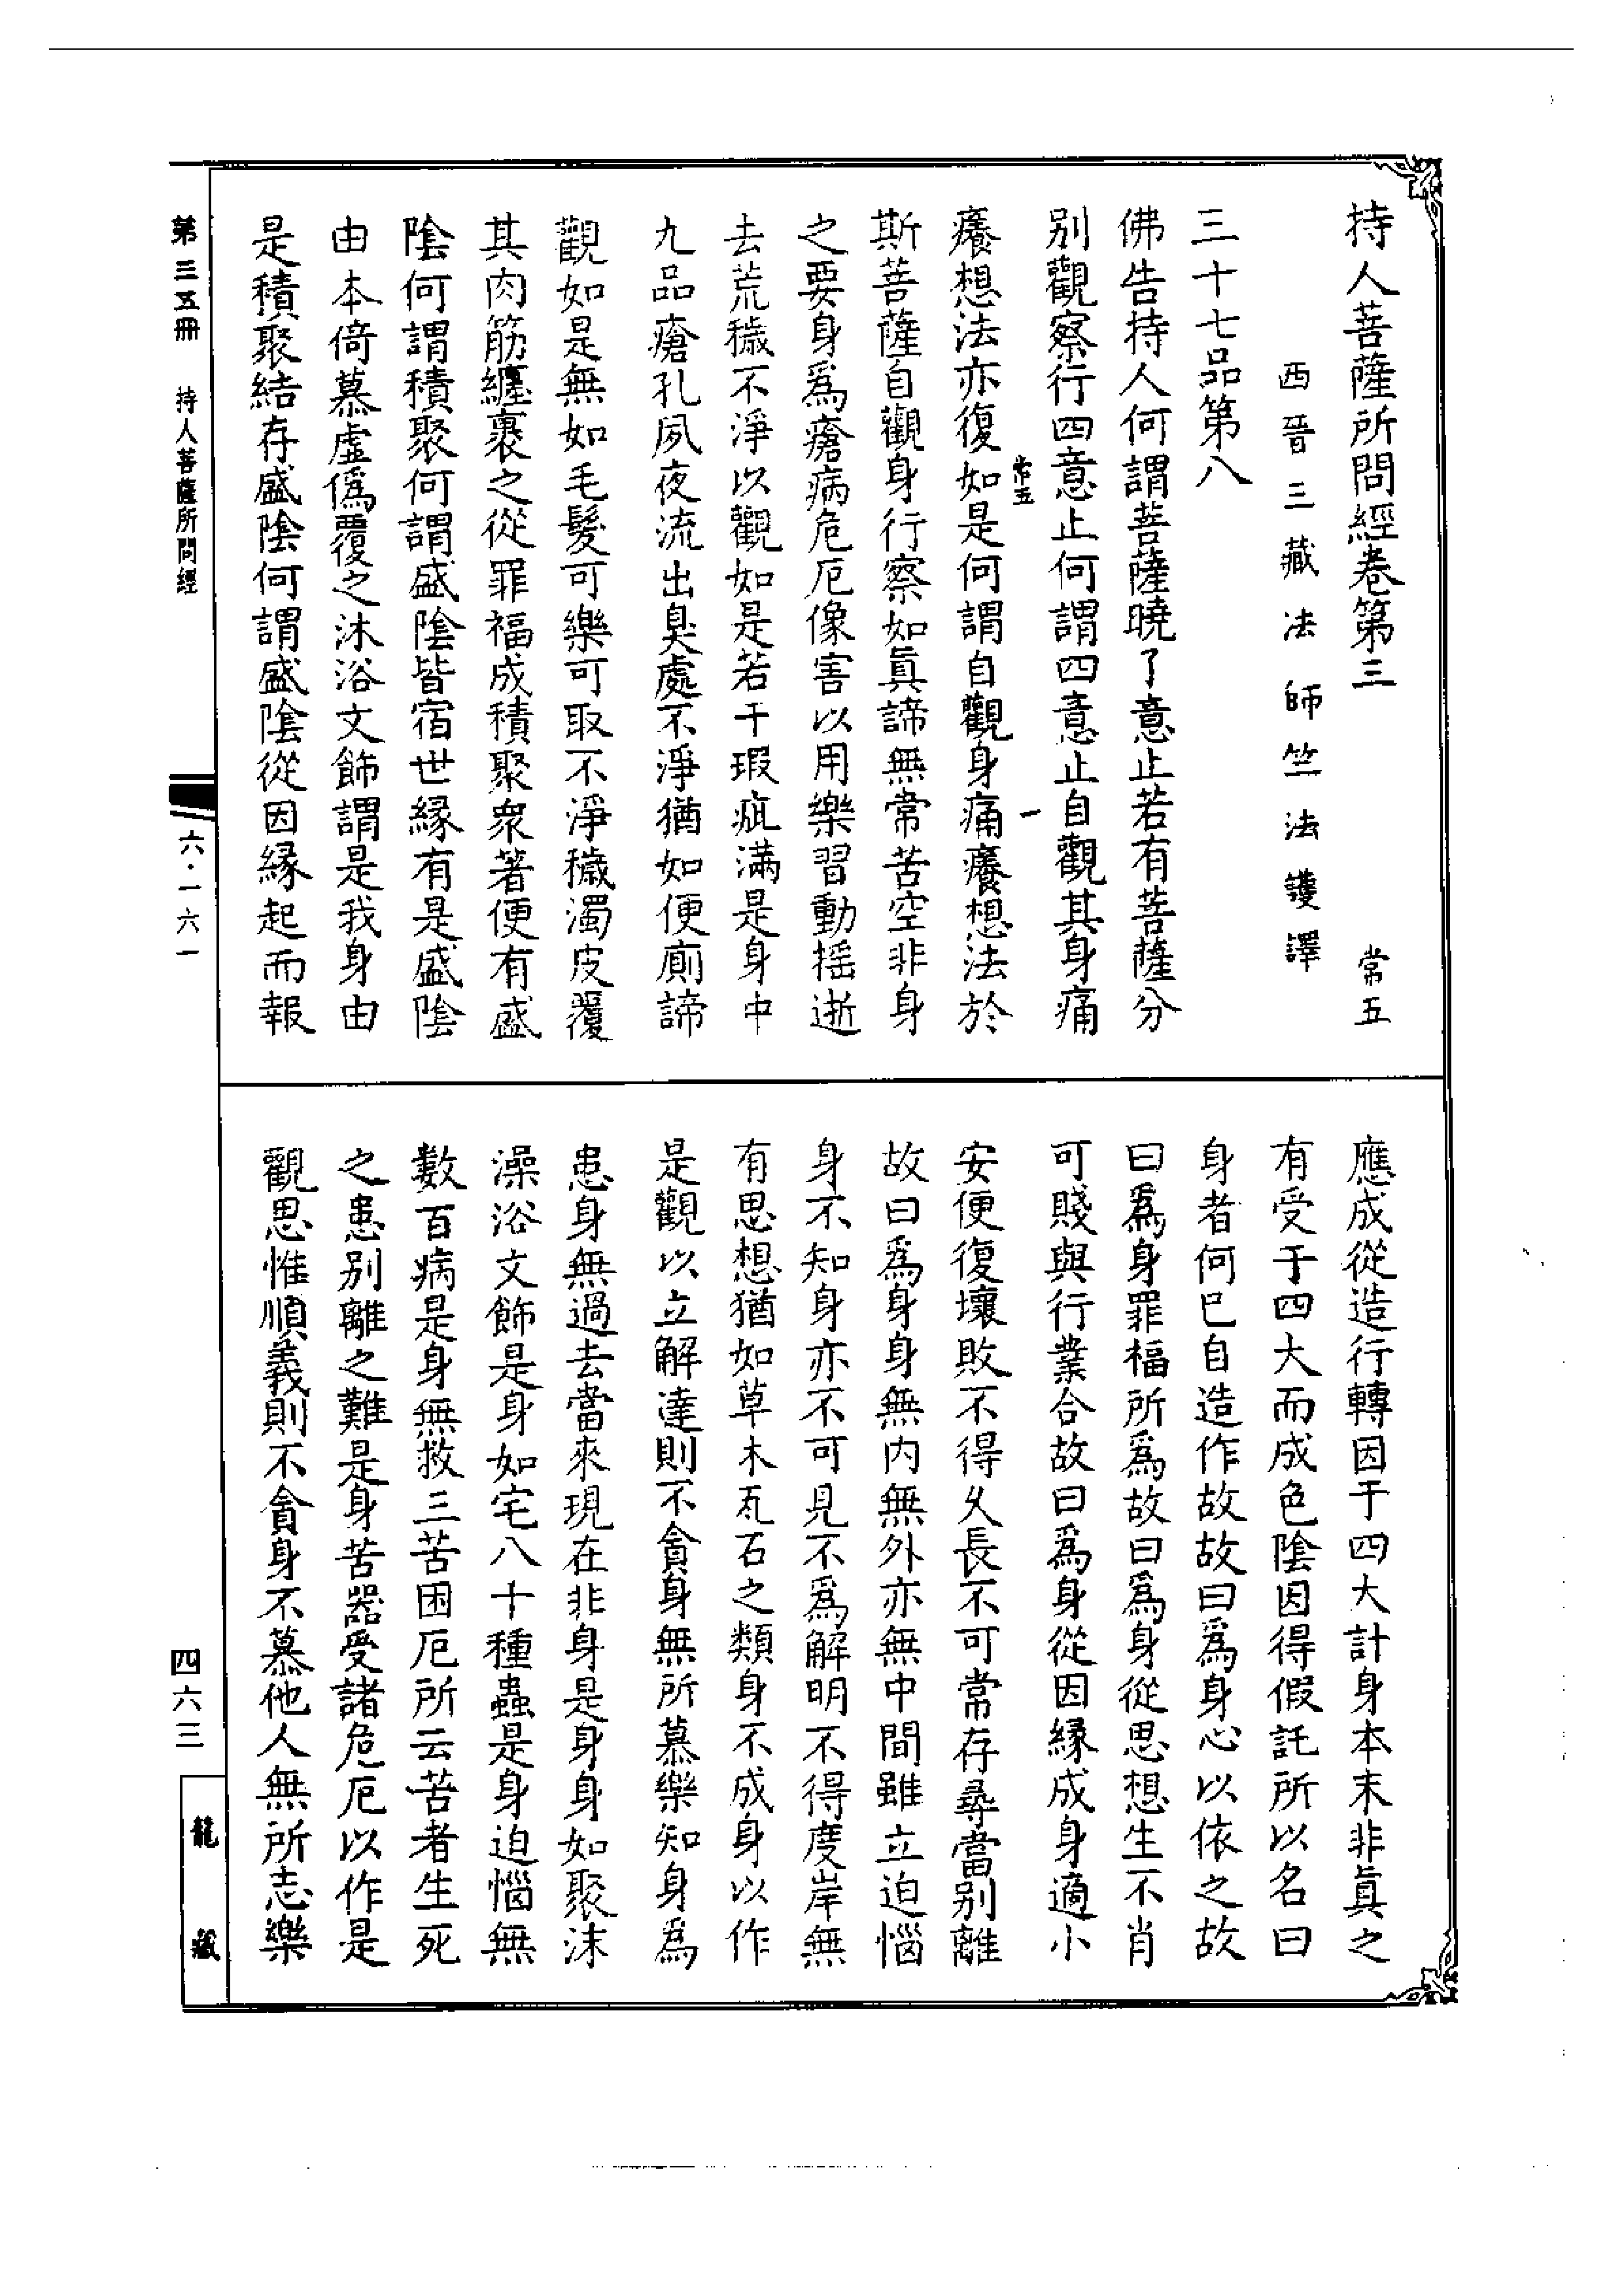 持人菩薩所問經卷第三　常五
西晉三藏法師竺法護譯
三十七品第八
佛告持人何謂菩薩曉了意止若有菩薩分
別觀察行四意止何謂四意止自觀其身痛
常五　一
癢想法亦復如是何謂自觀身痛癢想法於
斯菩薩自觀身行察如眞諦無常苦空非身
之要身爲瘡病危厄像害以用樂習動搖逝
去荒穢不淨以觀如是若干瑕疵滿是身中
九品瘡孔夙夜流出臭處不淨猶如便廁諦
觀如是無如毛髮可樂可取不淨穢濁皮覆
其肉筋纏裹之從罪福成積聚衆著便有盛
陰何謂積聚何謂盛陰皆宿世緣有是盛陰
由本倚慕虛僞覆之沐浴文飾謂是我身由
是積聚結存盛陰何謂盛陰從因緣起而報
應成從造行轉因于四大計身本末非眞之
有受于四大而成色陰因得假託所以名曰
身者何巳自造作故故曰爲身心以依之故
曰爲身罪福所爲故曰爲身從思想生不肖
可賤與行業合故曰爲身從因緣成身適小
安便復壞敗不得久長不可常存尋當別離
故曰爲身身無內無外亦無中間雖立迫惱
身不知身亦不可見不爲解明不得度岸無
有思想猶如草木瓦石之類身不成身以作
是觀以立解達則不貪身無所慕樂知身爲
患身無過去當來現在非身是身身如聚沫
澡浴文飾是身如宅八十種蟲是身迫惱無
數百病是身無救三苦困厄所云苦者生死
之患別離之難是身苦器受諸危厄以作是
觀思惟順義則不貪身不慕他人無所志樂
第三五冊　持人菩薩所問經　六·一六一　四六三　龍藏